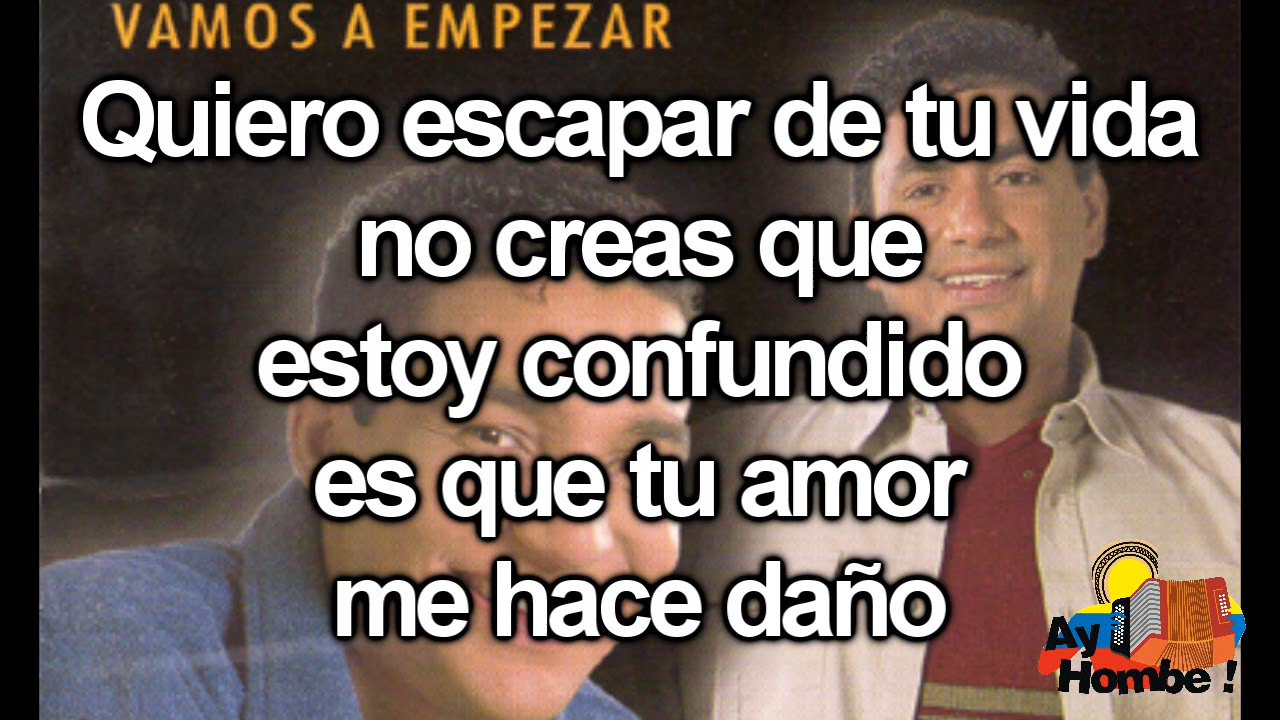 VAMOS A EMPEZAR
Quiero escapar de tu vida
no creas que
estoy confundido
es que tu amor
me hace daño
Ay
Hombe !